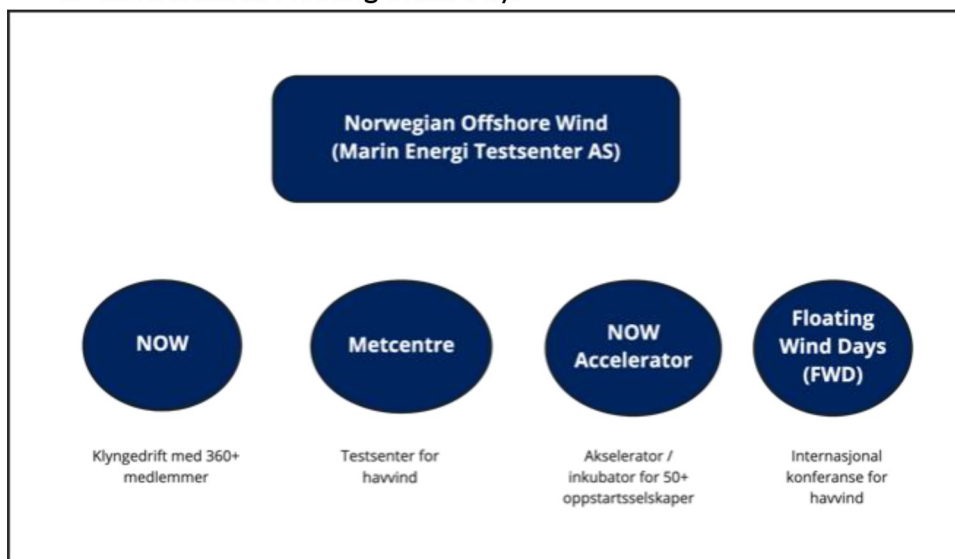 Norwegian Offshore Wind
(Marin Energi Testsenter AS)
NOW
Metcentre
NOW
Accelerator
Floating
Wind Days
(FWD)
Klyngedrift med 360+
medlemmer
Testsenter for
havvind
Akselerator /
inkubator for 50+
oppstartsselskaper
Internasjonal
konferanse for
havvind